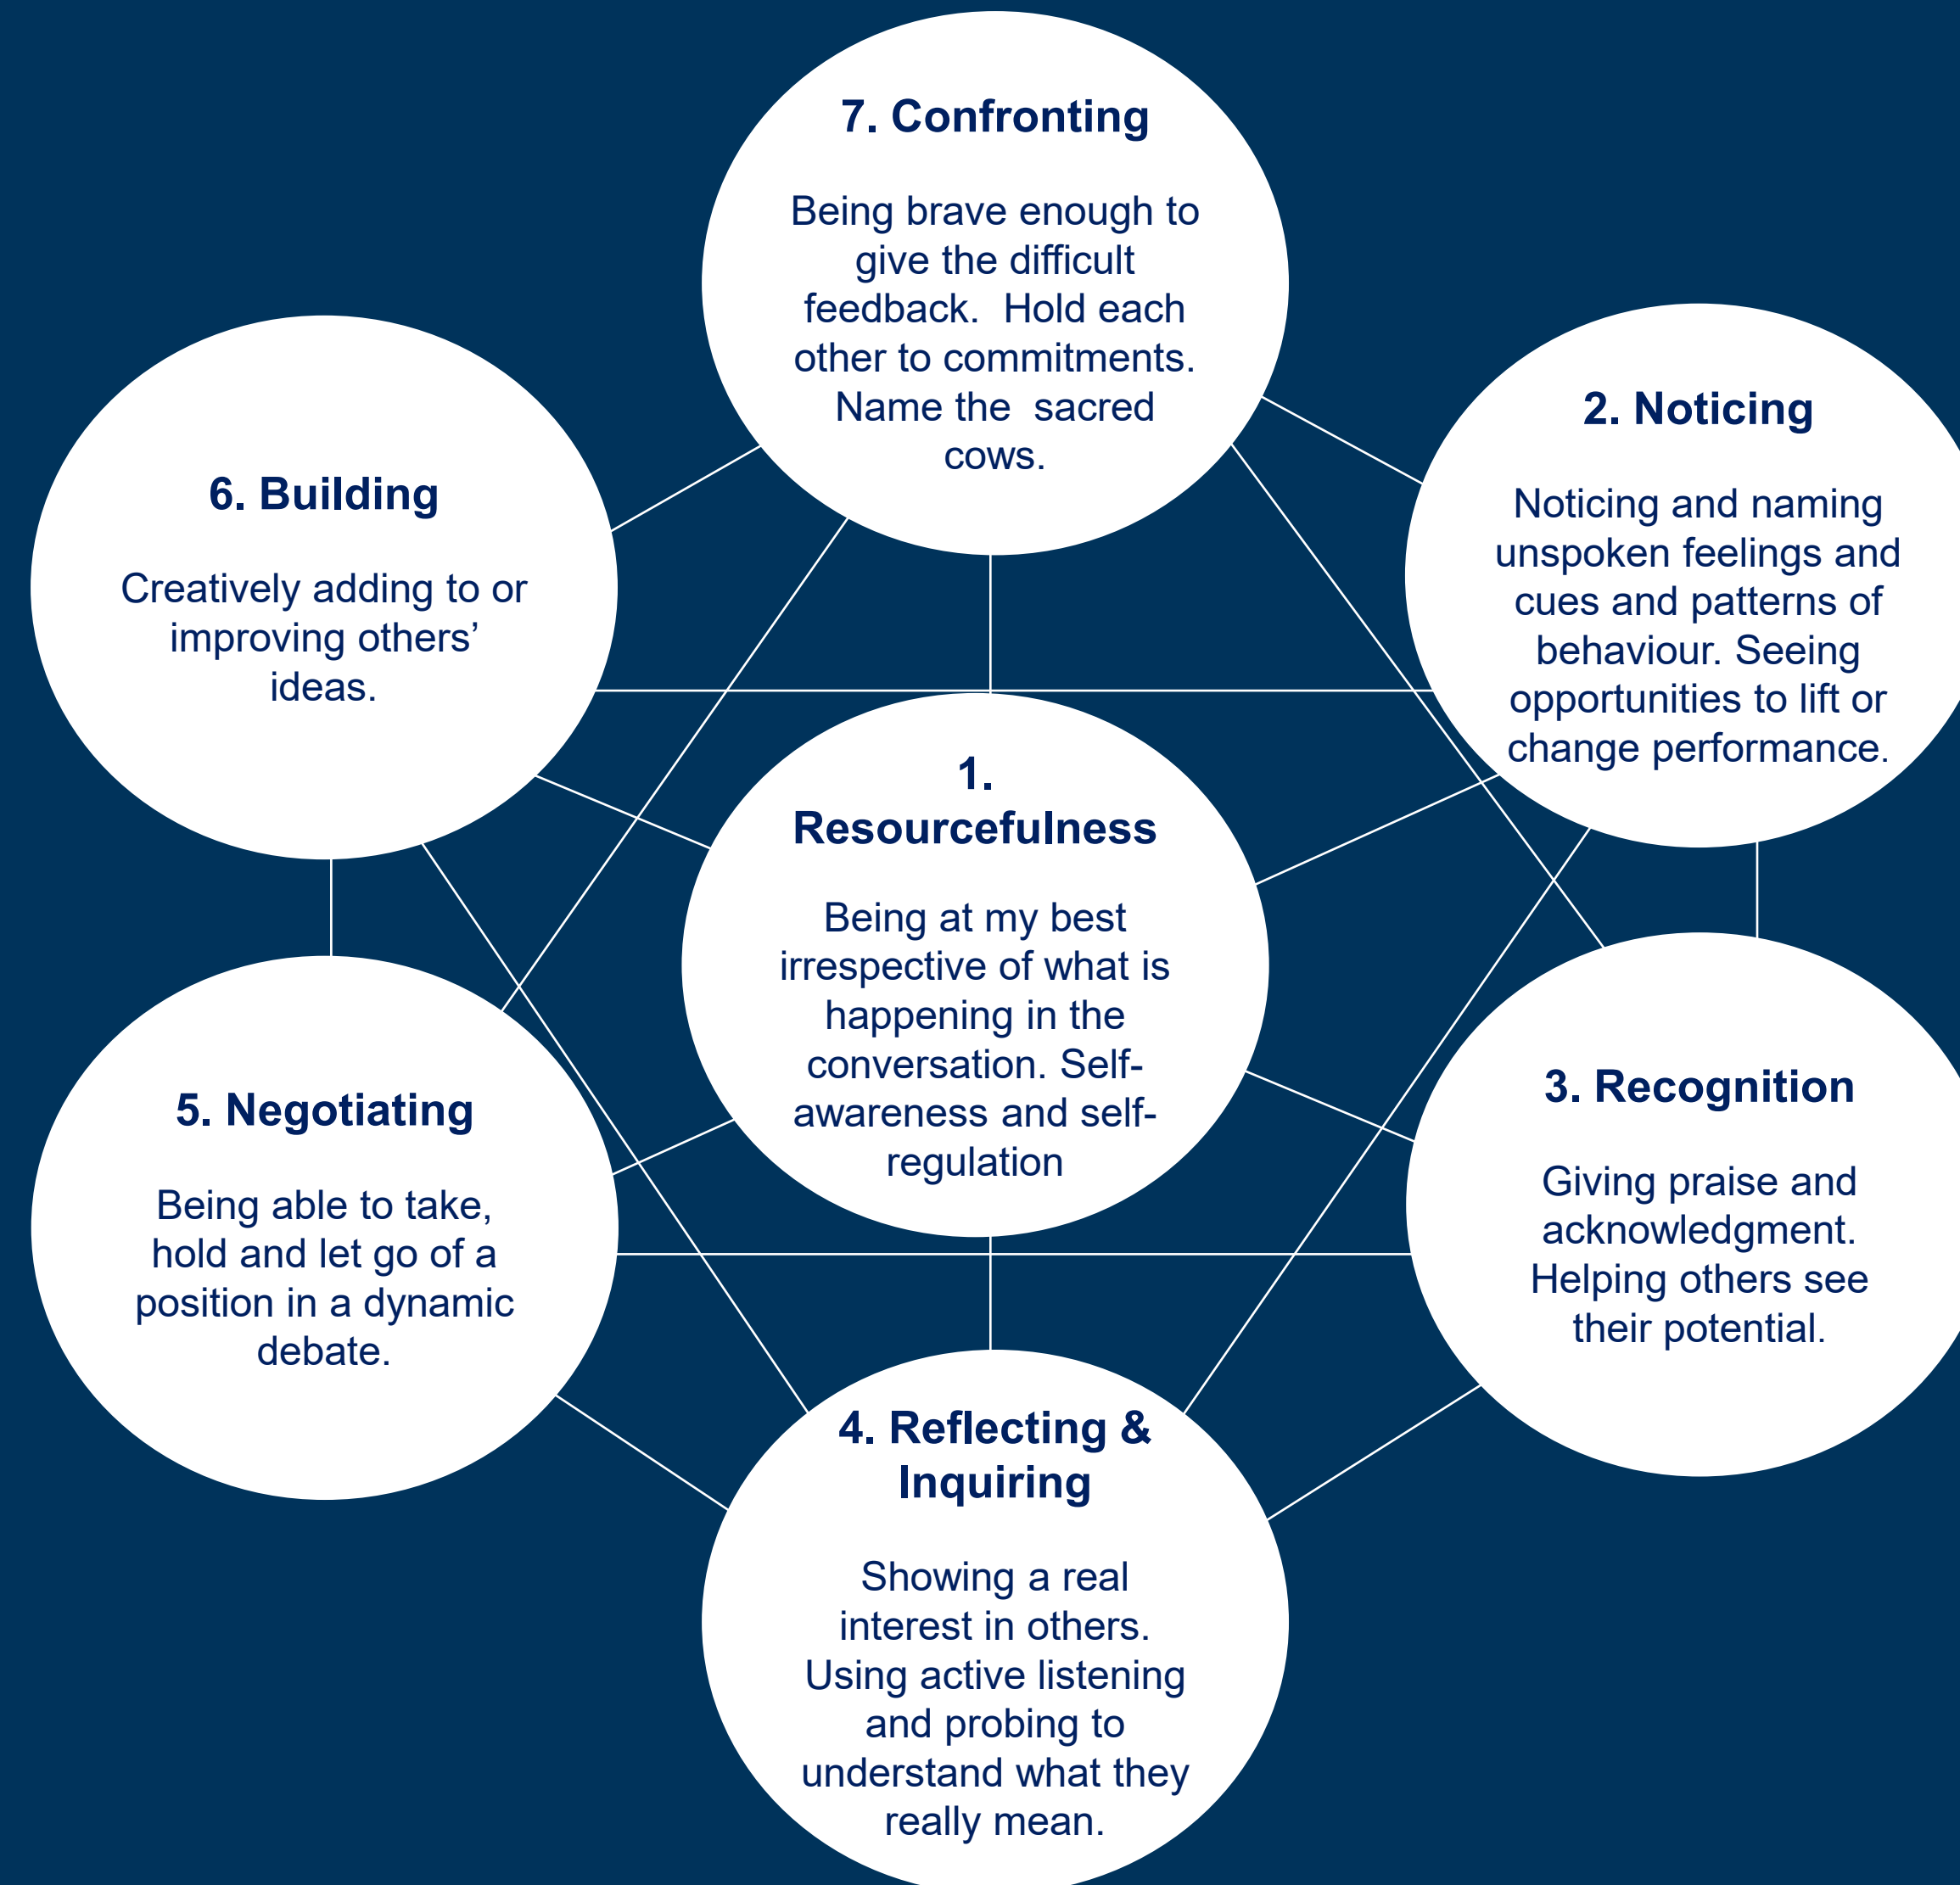 7. Confronting
Being brave enough to
give the difficult
feedback.  Hold each
other to commitments.
Name the  sacred
cows.
2. Noticing
Noticing and naming
unspoken feelings and
cues and patterns of
behaviour. Seeing
opportunities to lift or
change performance.
6. Building
Creatively adding to or
improving others’
ideas.
1.
Resourcefulness
Being at my best
irrespective of what is
happening in the
conversation. Self-
awareness and self-
regulation
3. Recognition
Giving praise and
acknowledgment.
Helping others see
their potential.
5. Negotiating
Being able to take,
hold and let go of a
position in a dynamic
debate.
4. Reflecting &
Inquiring
Showing a real
interest in others.
Using active listening
and probing to
understand what they
really mean.